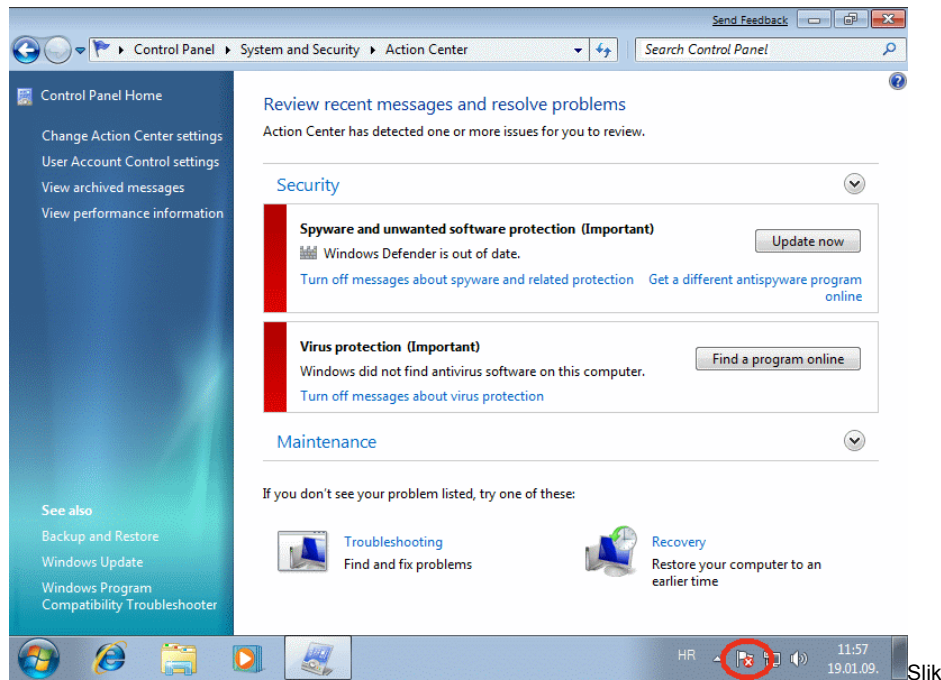 Send Feedback
Control Panel System and Security Action Center
Search Control Panel
Control Panel Home
Change Action Center settings
User Account Control settings
View archived messages
View performance information
Review recent messages and resolve problems
Action Center has detected one or more issues for you to review.
Security
Spyware and unwanted software protection (Important)
Windows Defender is out of date.
Update now
Turn off messages about spyware and related protection
Get a different antispyware program
online
Virus protection (Important)
Windows did not find antivirus software on this computer.
Find a program online
Turn off messages about virus protection
Maintenance
If you don't see your problem listed, try one of these:
Troubleshooting
Find and fix problems
Recovery
Restore your computer to an
earlier time
See also
Backup and Restore
Windows Update
Windows Program
Compatibility Troubleshooter
HR
11:57
19.01.09.
Slik